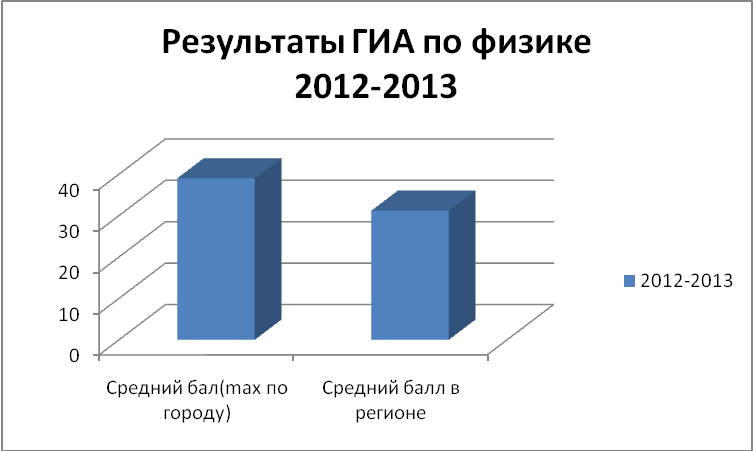 Результаты ГИА по физике
2012-2013
40
30
20
10
0
Средний бал(max по
городу)
Средний балл в
регионе
2012-2013